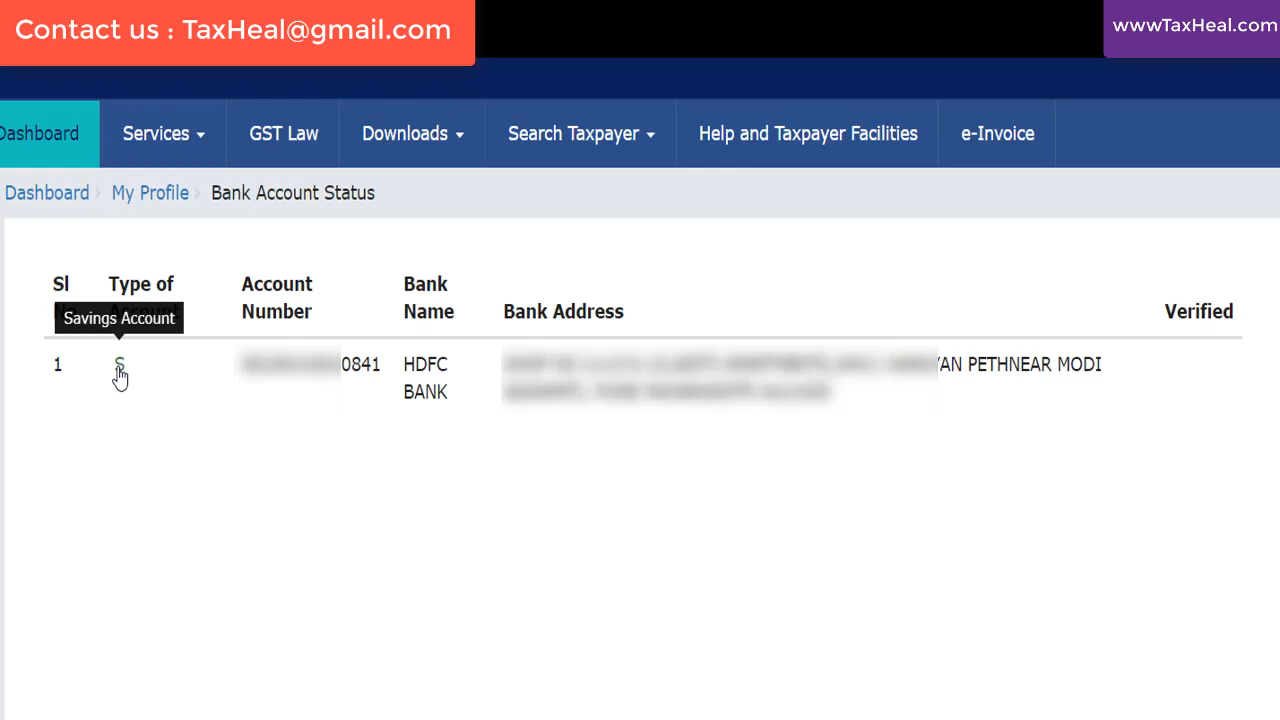 Contact us : TaxHeal@gmail.com
wwwTaxHeal.com
Dashboard Services GST Law Downloads Search Taxpayer Help and Taxpayer Facilities e-Invoice
Dashboard › My Profile › Bank Account Status
Sl Type of Account Bank
Number Name Bank Address Verified
Savings Account
1 S 0841 HDFC YAN PETHNEAR MODI
BANK